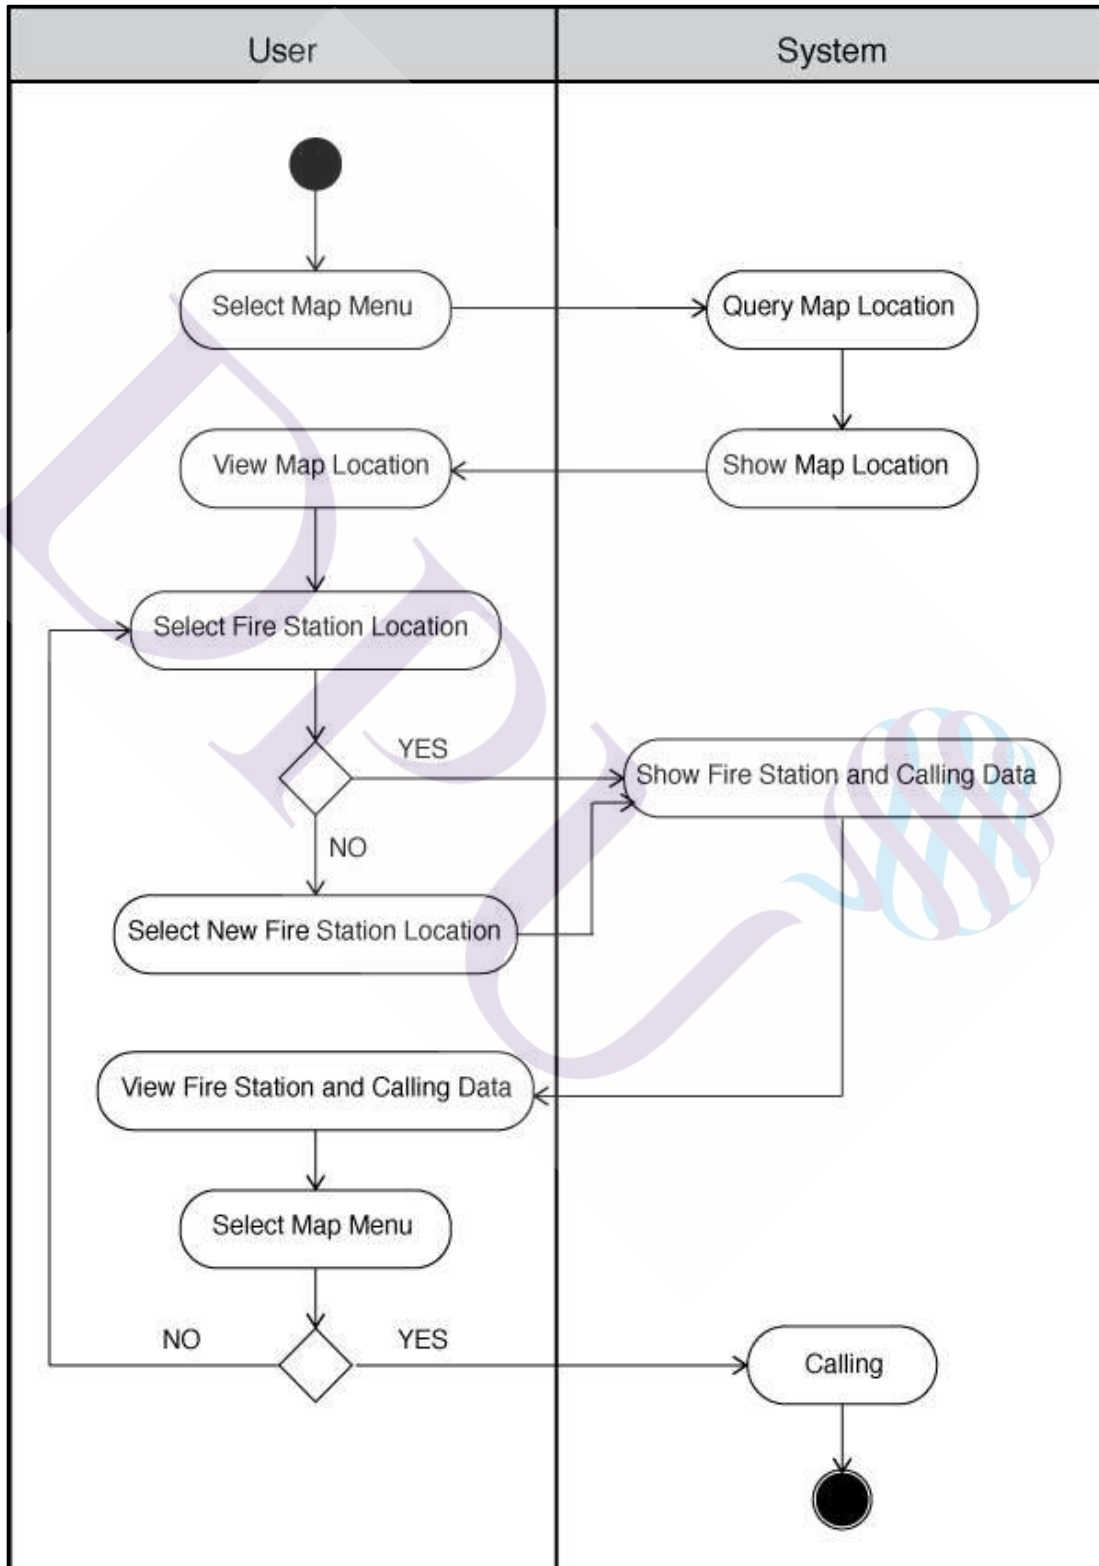 User
System
Select Map Menu
Query Map Location
View Map Location
Show Map Location
Select Fire Station Location
YES
Show Fire Station and Calling Data
NO
Select New Fire Station Location
View Fire Station and Calling Data
Select Map Menu
NO
YES
Calling
DPU